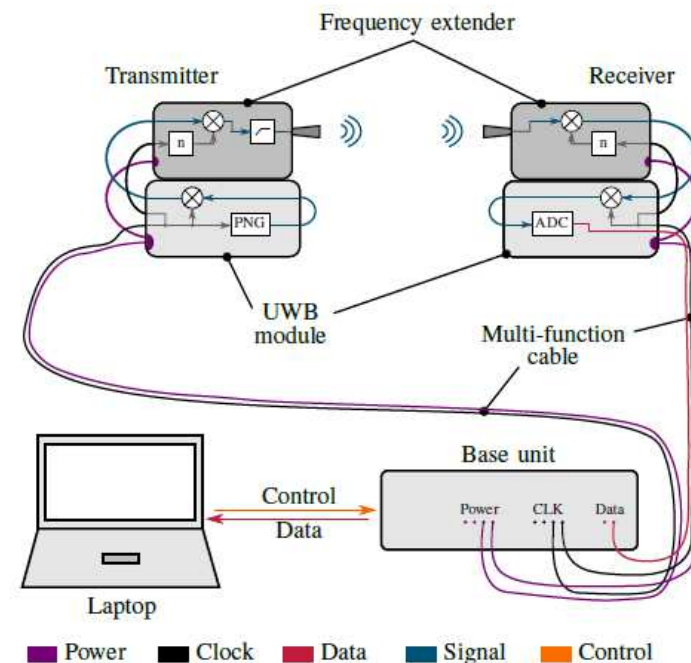 Frequency extender
Transmitter
Receiver
n
n
PNG
ADC
UWB
module
Multi-function
cable
Base unit
Control
Data
Power
CLK
Data
Laptop
Power
Clock
Data
Signal
Control